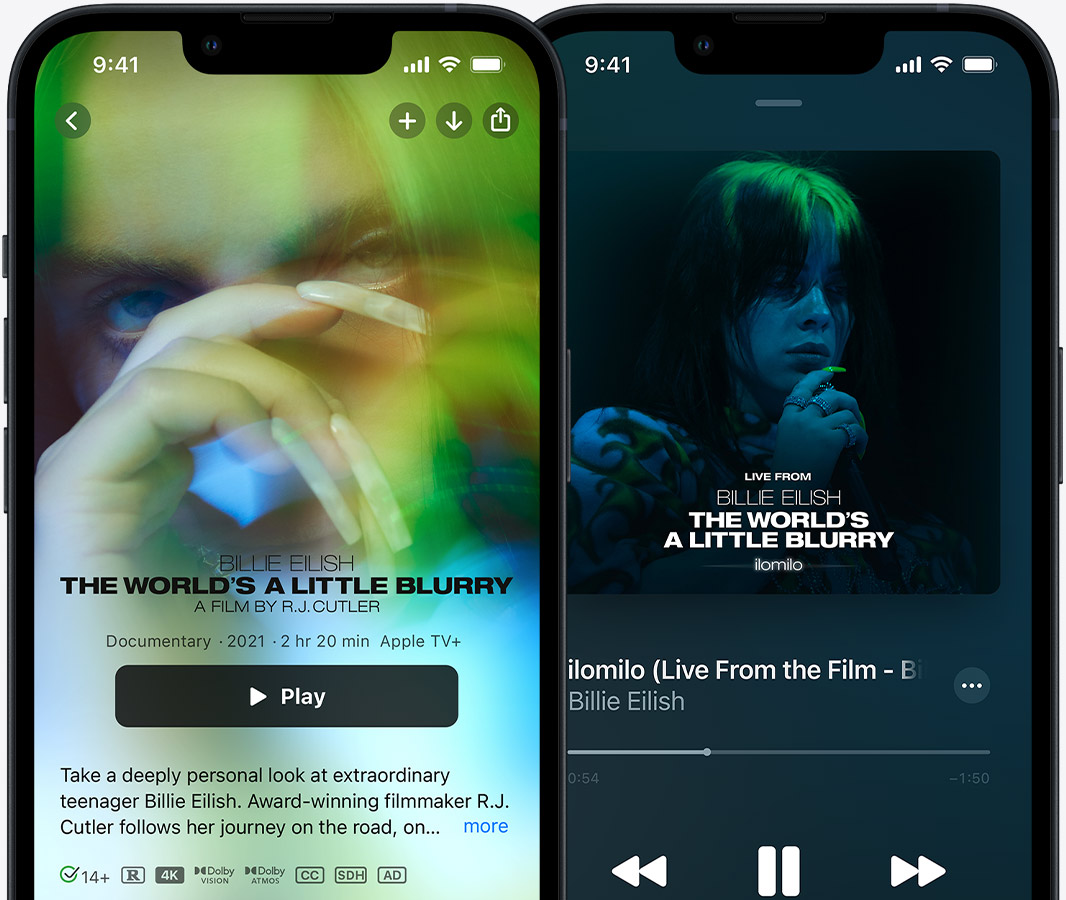 9:41
BILLIE EILISH
THE WORLD'S A LITTLE BLURRY
A FILM BY R.J. CUTLER
Documentary · 2021 · 2 hr 20 min Apple TV+
Play
Take a deeply personal look at extraordinary
teenager Billie Eilish. Award-winning filmmaker R.J.
Cutler follows her journey on the road, on... more
14+ R 4K Dolby VISION Dolby ATMOS CC SDH AD
9:41
LIVE FROM
BILLIE EILISH
THE WORLD'S
A LITTLE BLURRY
ilomilo
ilomilo (Live From the Film - Bi
Billie Eilish
0:54 −1:50